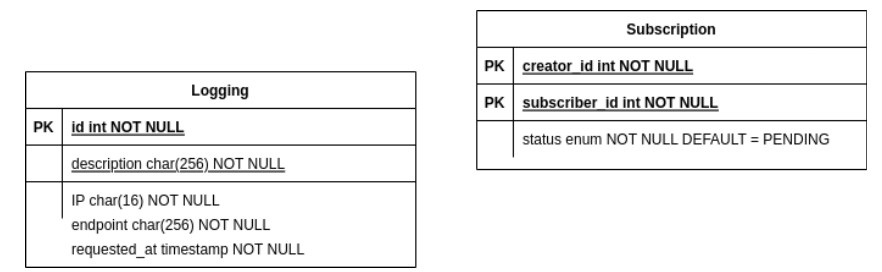 Logging
PK id int NOT NULL
description char(256) NOT NULL
IP char(16) NOT NULL
endpoint char(256) NOT NULL
requested_at timestamp NOT NULL
Subscription
PK creator_id int NOT NULL
PK subscriber_id int NOT NULL
status enum NOT NULL DEFAULT = PENDING